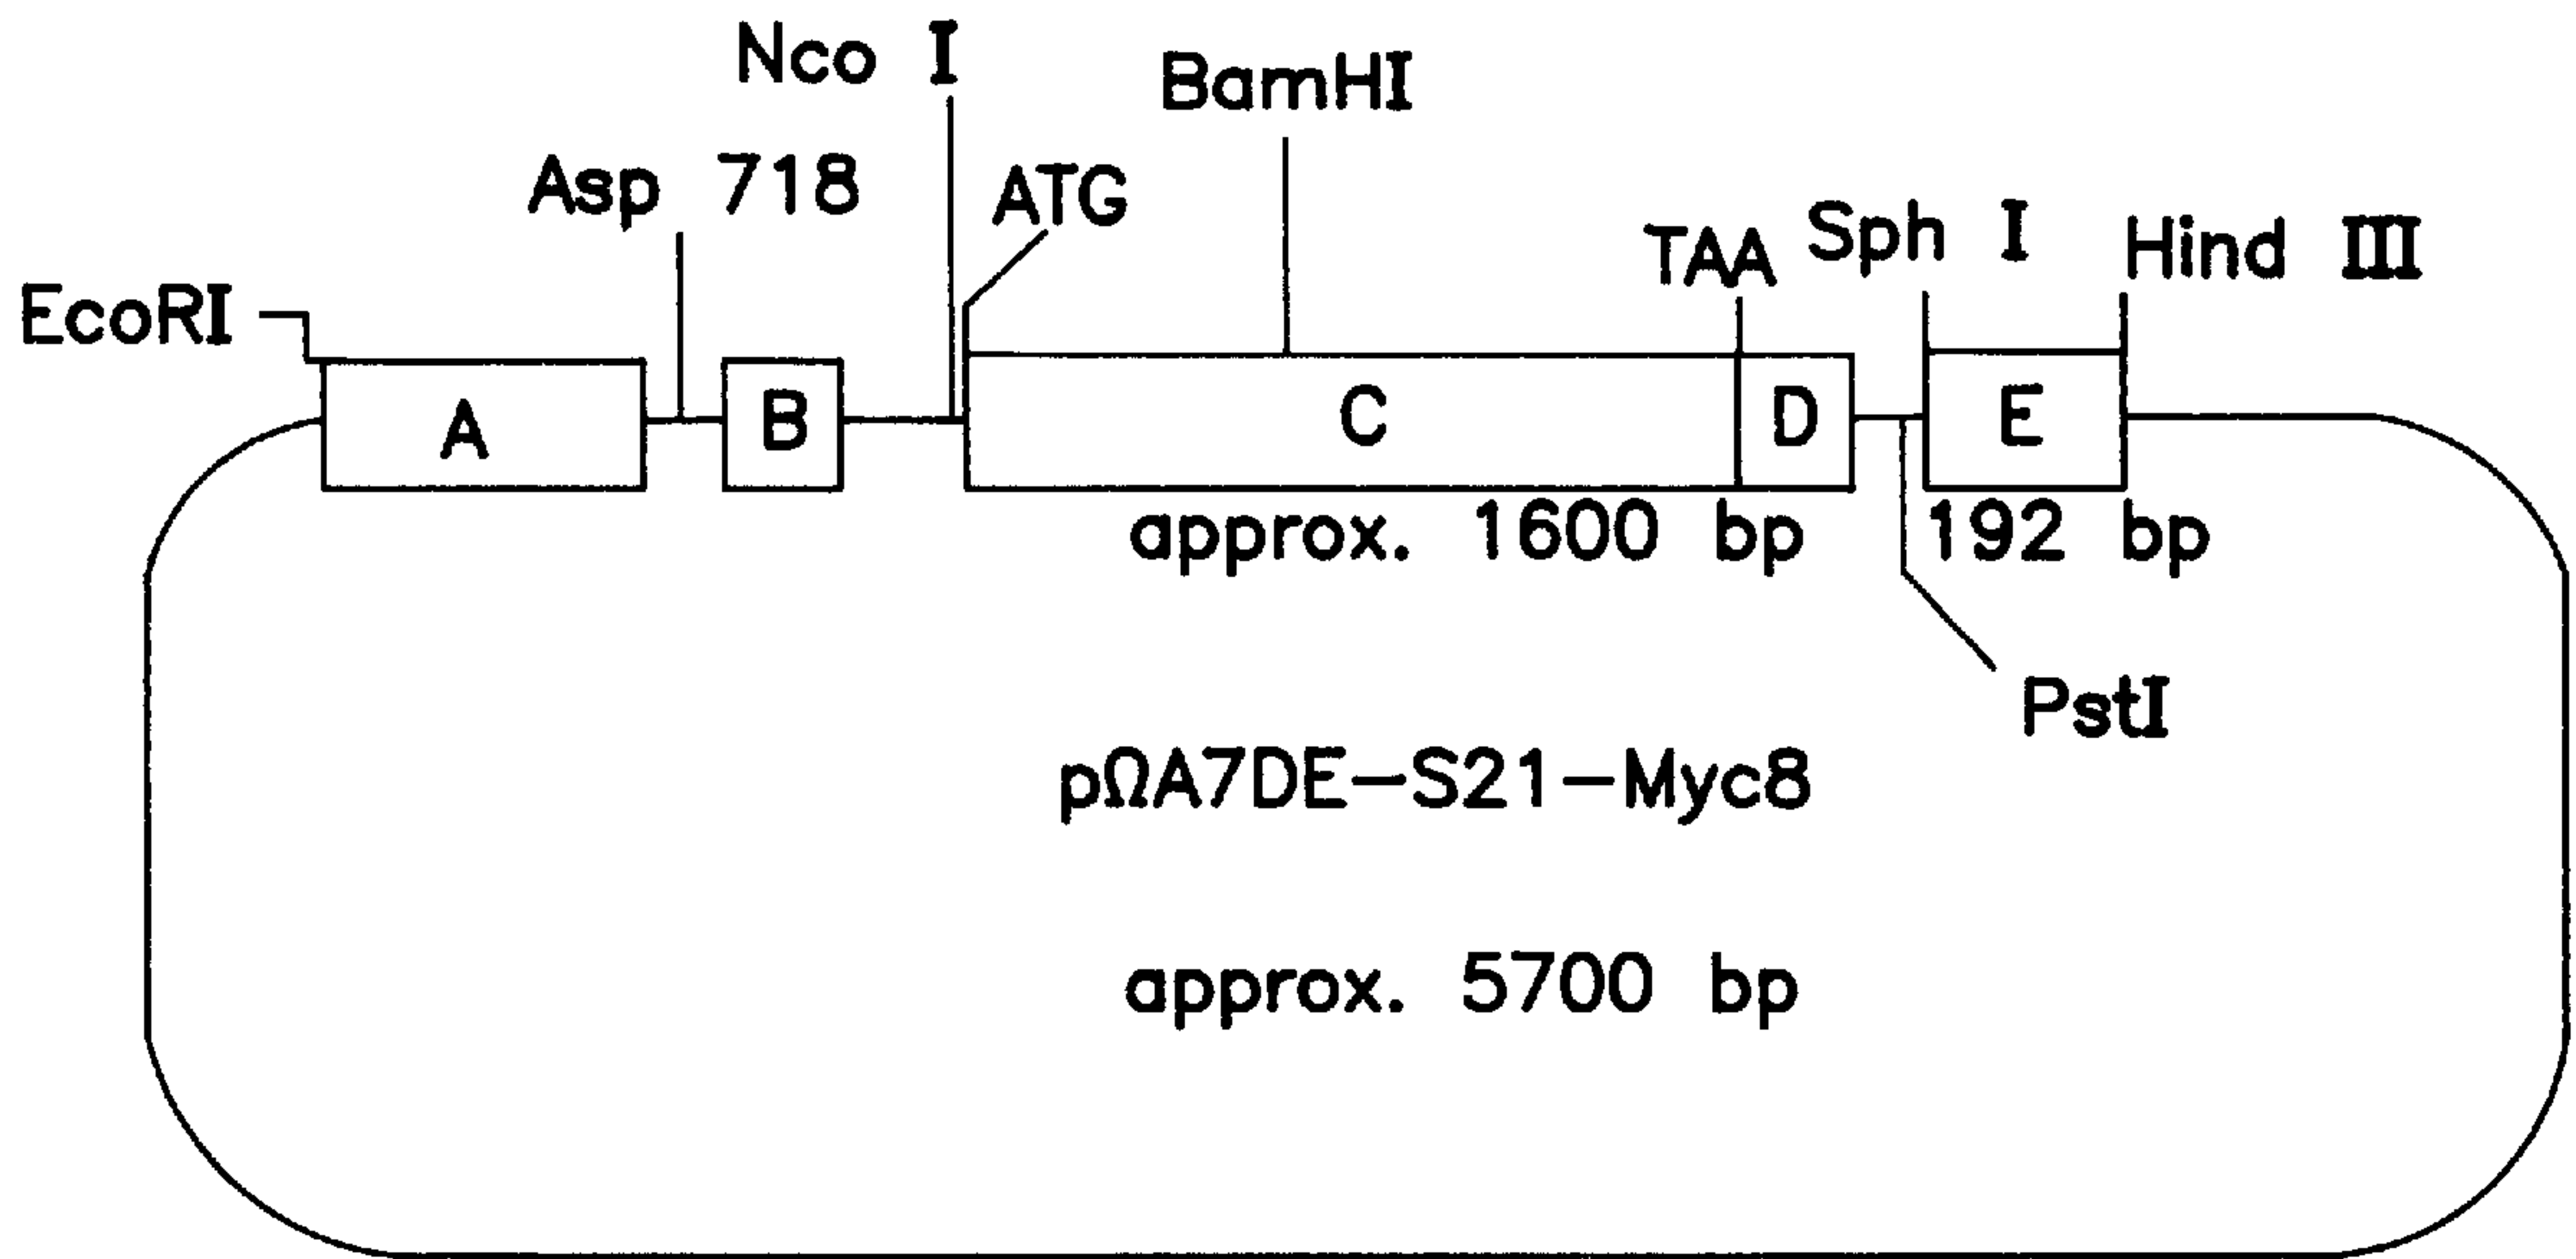 Nco I
BamHI
Asp 718
ATG
TAA
Sph I
Hind III
EcoRI
A
B
C
D
E
approx. 1600 bp
192 bp
PstI
pΩA7DE-S21-Myc8
approx. 5700 bp